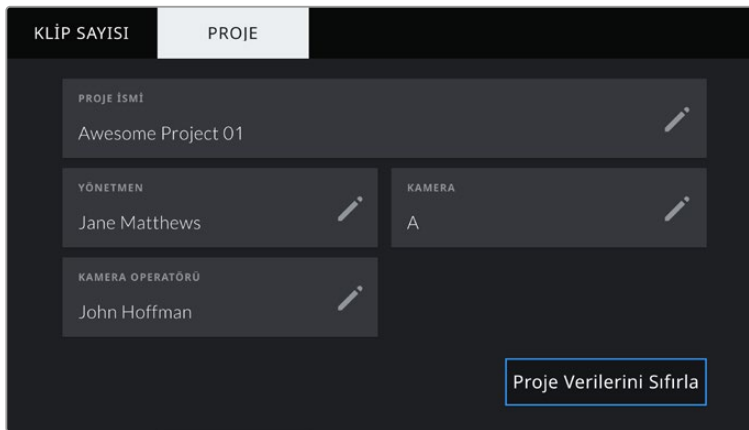 KLİP SAYISI
PROJE
PROJE İSMİ
Awesome Project 01
YÖNETMEN
Jane Matthews
KAMERA
A
KAMERA OPERATÖRÜ
John Hoffman
Proje Verilerini Sıfırla